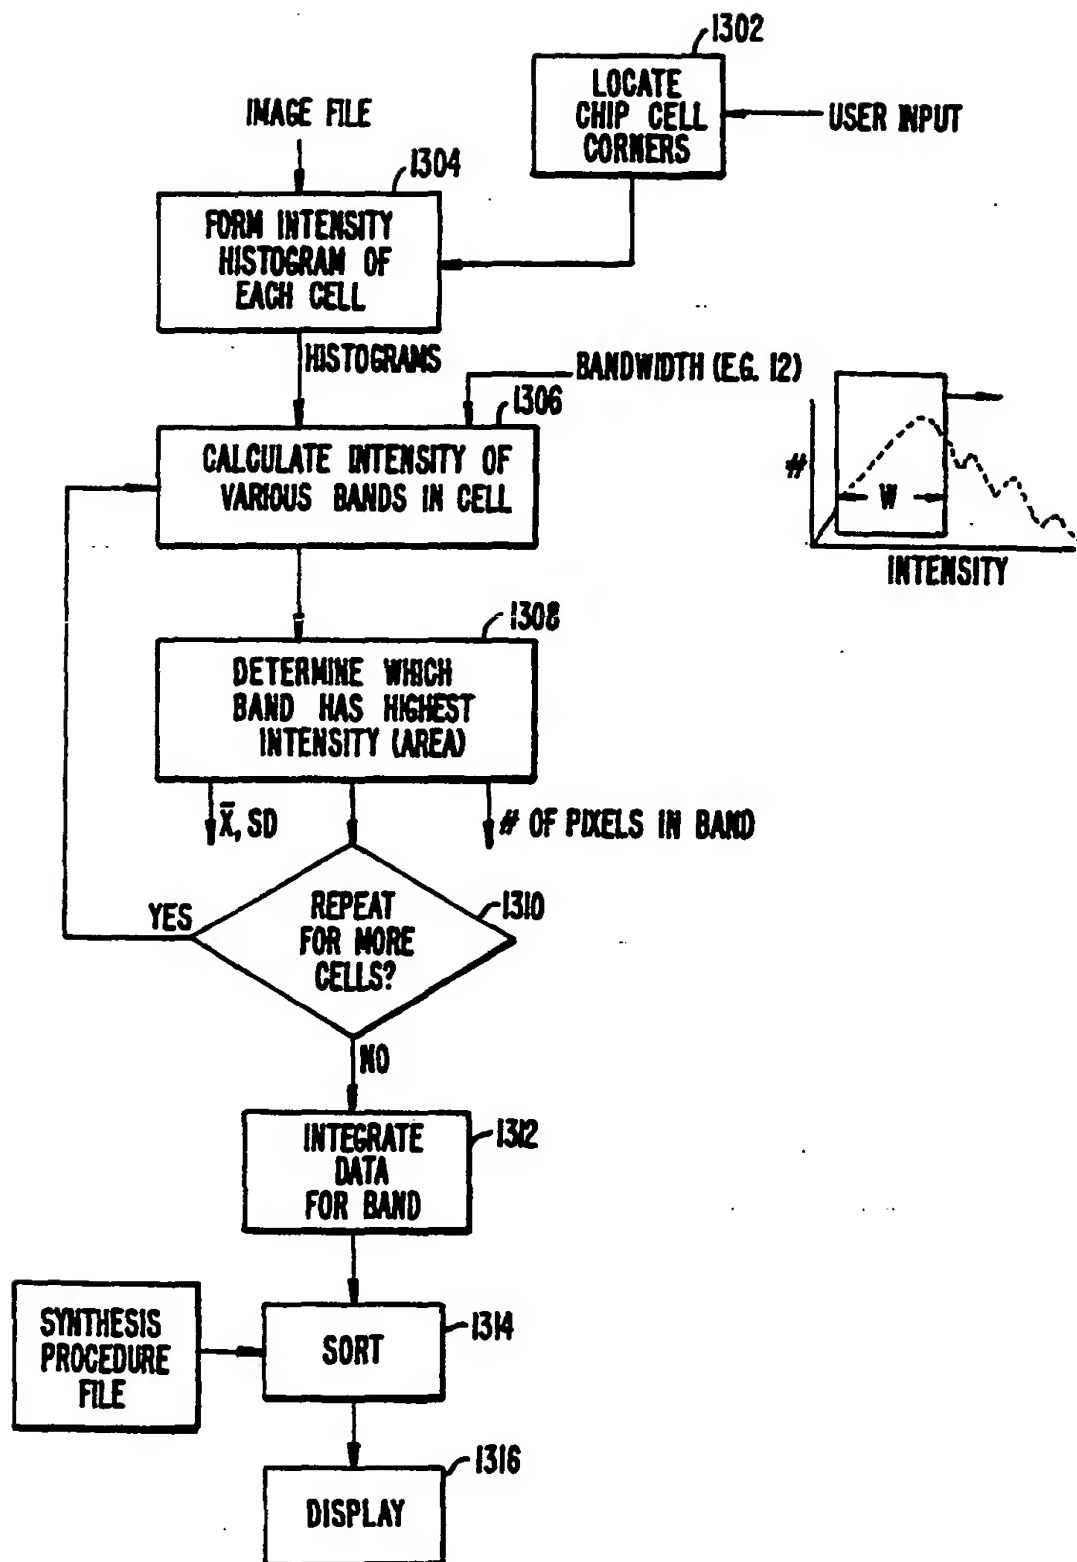 1302
LOCATE
CHIP CELL
CORNERS
USER INPUT
IMAGE FILE
1304
FORM INTENSITY
HISTOGRAM OF
EACH CELL
HISTOGRAMS
BANDWIDTH (E.G. 12)
1306
CALCULATE INTENSITY OF
VARIOUS BANDS IN CELL
#
W
INTENSITY
1308
DETERMINE WHICH
BAND HAS HIGHEST
INTENSITY (AREA)
X̅, SD
# OF PIXELS IN BAND
YES
REPEAT
FOR MORE
CELLS?
1310
NO
1312
INTEGRATE
DATA
FOR BAND
SYNTHESIS
PROCEDURE
FILE
1314
SORT
1316
DISPLAY